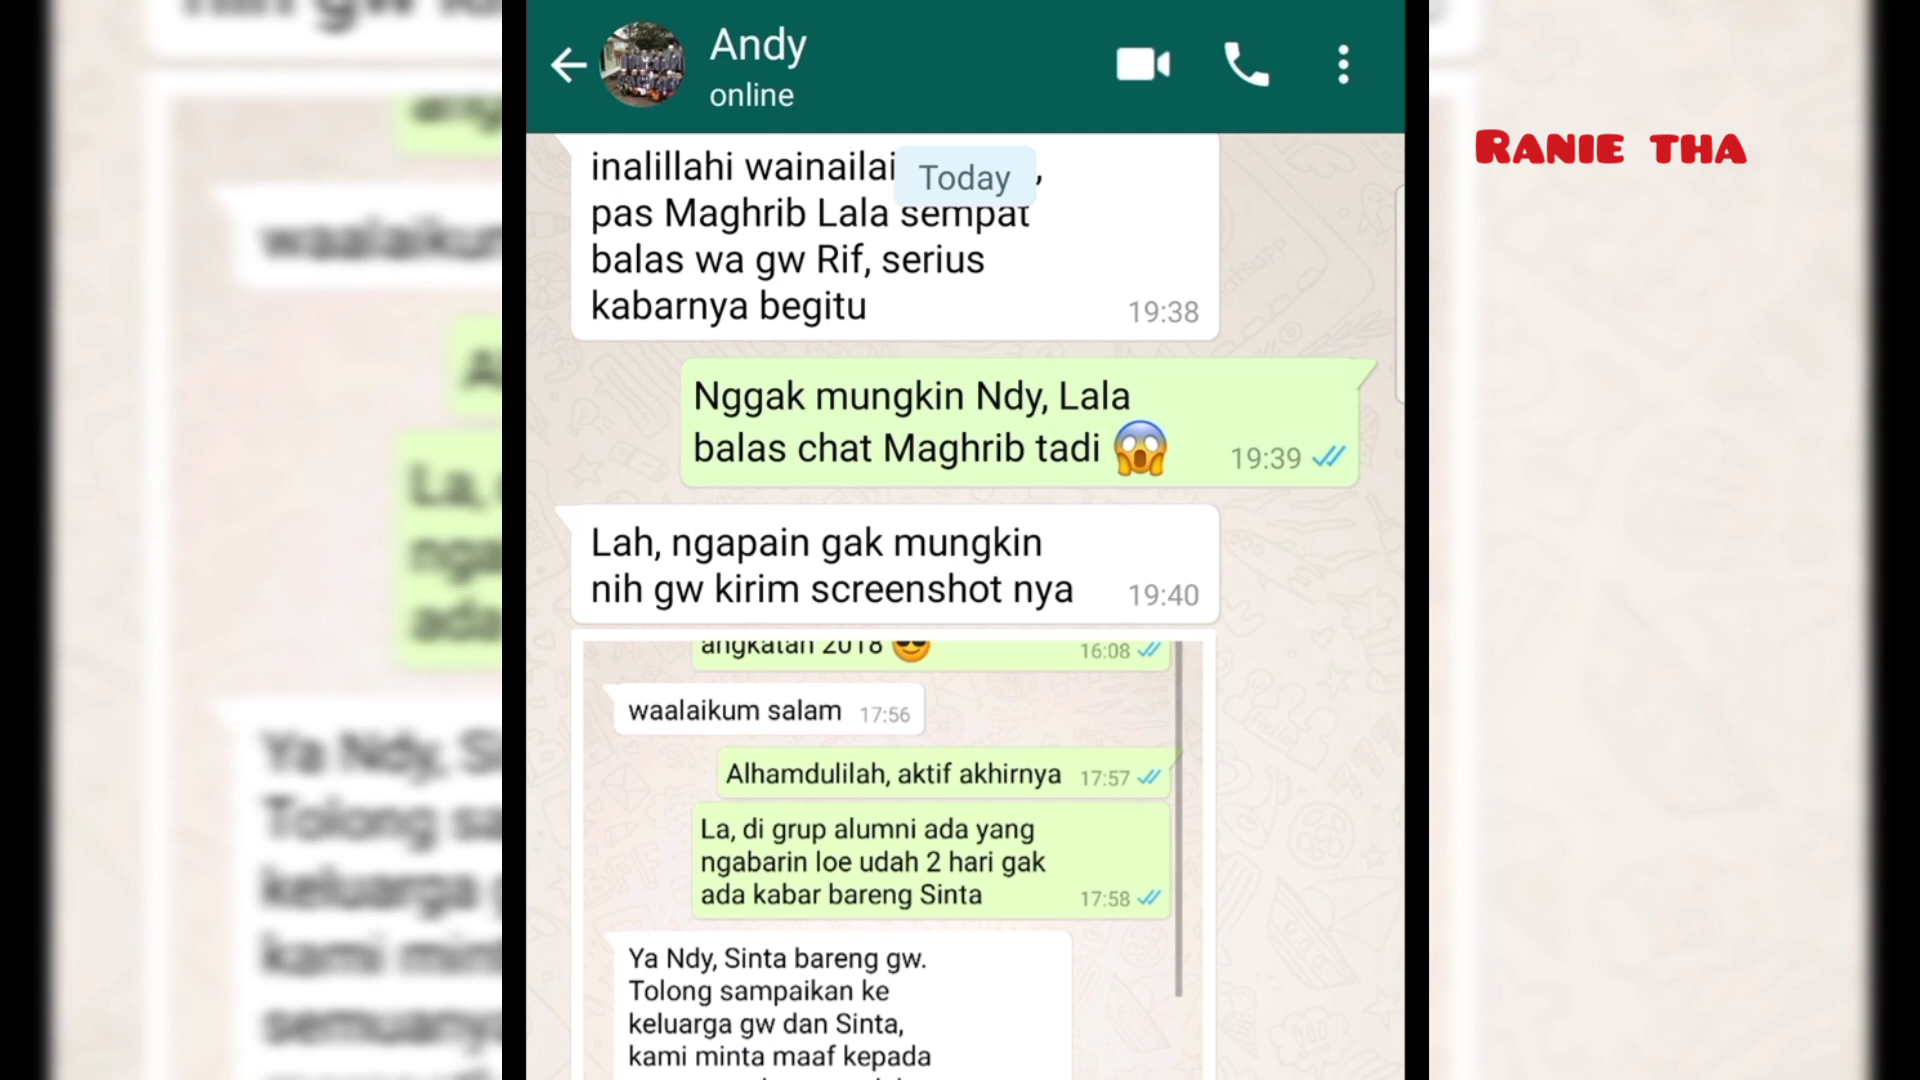 Andy
online
RANIE THA
Today
inalillahi wainailai ,
pas Maghrib Lala sempat
balas wa gw Rif, serius
kabarnya begitu 19:38
Nggak mungkin Ndy, Lala
balas chat Maghrib tadi 😱 19:39
Lah, ngapain gak mungkin
nih gw kirim screenshot nya 19:40
angkatan 2018 😎 16:08
waalaikum salam 17:56
Alhamdulilah, aktif akhirnya 17:57
La, di grup alumni ada yang
ngabarin loe udah 2 hari gak
ada kabar bareng Sinta 17:58
Ya Ndy, Sinta bareng gw.
Tolong sampaikan ke
keluarga gw dan Sinta,
kami minta maaf kepada